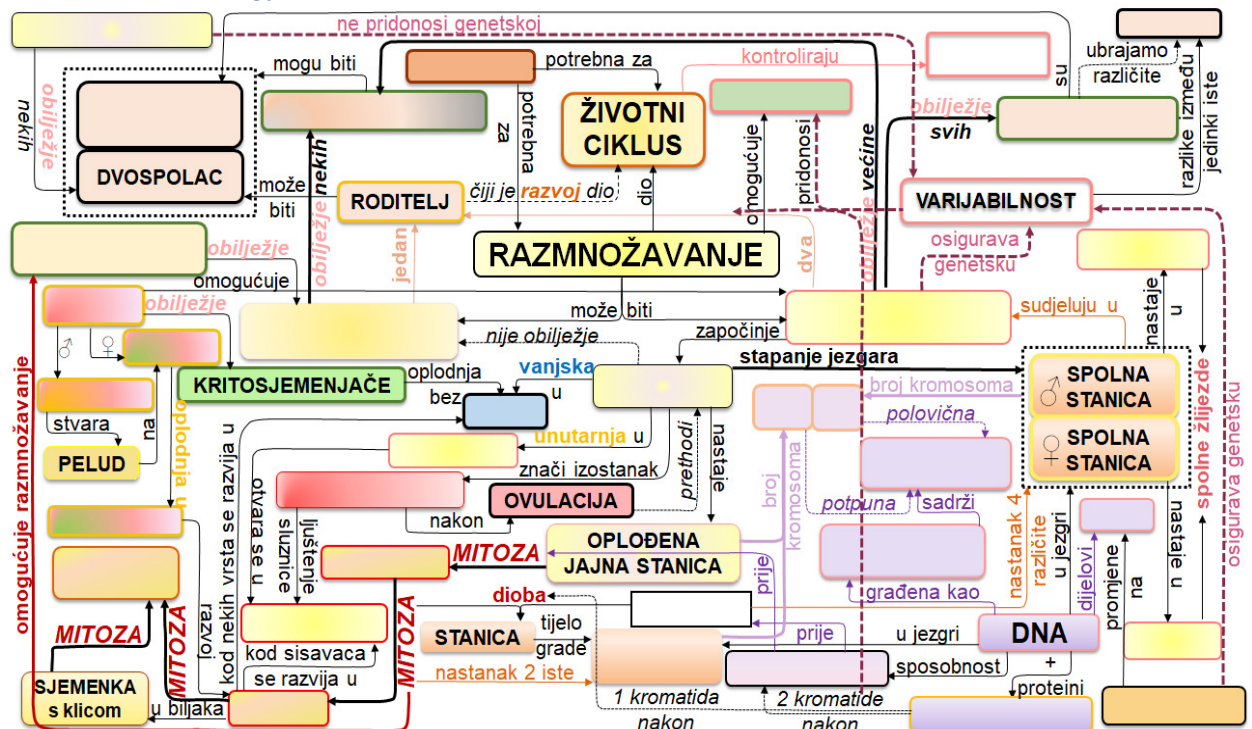 ne pridonosi genetskoj
nekih
obilježje
mogu biti
DVOSPOLAC
može
biti
RODITELJ
čiji je razvoj dio
potrebna za
potrebna
za
ŽIVOTNI
CIKLUS
kontroliraju
omogućuje
pridonosi
dio
su
ubrajamo
različite
razlike između
jedinki iste
obilježje
svih
obilježje većine
VARIJABILNOST
osigurava
genetsku
RAZMNOŽAVANJE
obilježje nekih
jedan
dva
obilježje
omogućuje
obilježje
može biti
nije obilježje
započinje
sudjeluju u
nastaje
u
♂
♀
KRITOSJEMENJAČE
oplodnja
bez
vanjska
u
stapanje jezgara
broj kromosoma
♂ SPOLNA
STANICA
♀ SPOLNA
STANICA
spolne žlijezde
osigurava genetsku
stvara
na
PELUD
oplodnja u
unutarnja u
znači izostanak
nastaje
prethodi
polovična
potpuna
sadrži
broj
kromosoma
otvara se u
ljuštenje
sluznice
nakon
OVULACIJA
kod nekih vrsta se razvija u
razvoj
OPLOĐENA
JAJNA STANICA
MITOZA
prije
građena kao
nastanak 4
različite
u jezgri
dijelovi
promjene
na
nastaje u
omogućuje razmnožavanje
MITOZA
MITOZA
MITOZA
dioba
STANICA
tijelo
građe
prije
u jezgri
DNA
+
sposobnost
proteini
kod sisavaca
se razvija u
nastanak 2 iste
SJEMENKA
s klicom
u biljaka
1 kromatida
nakon
2 kromatide
nakon